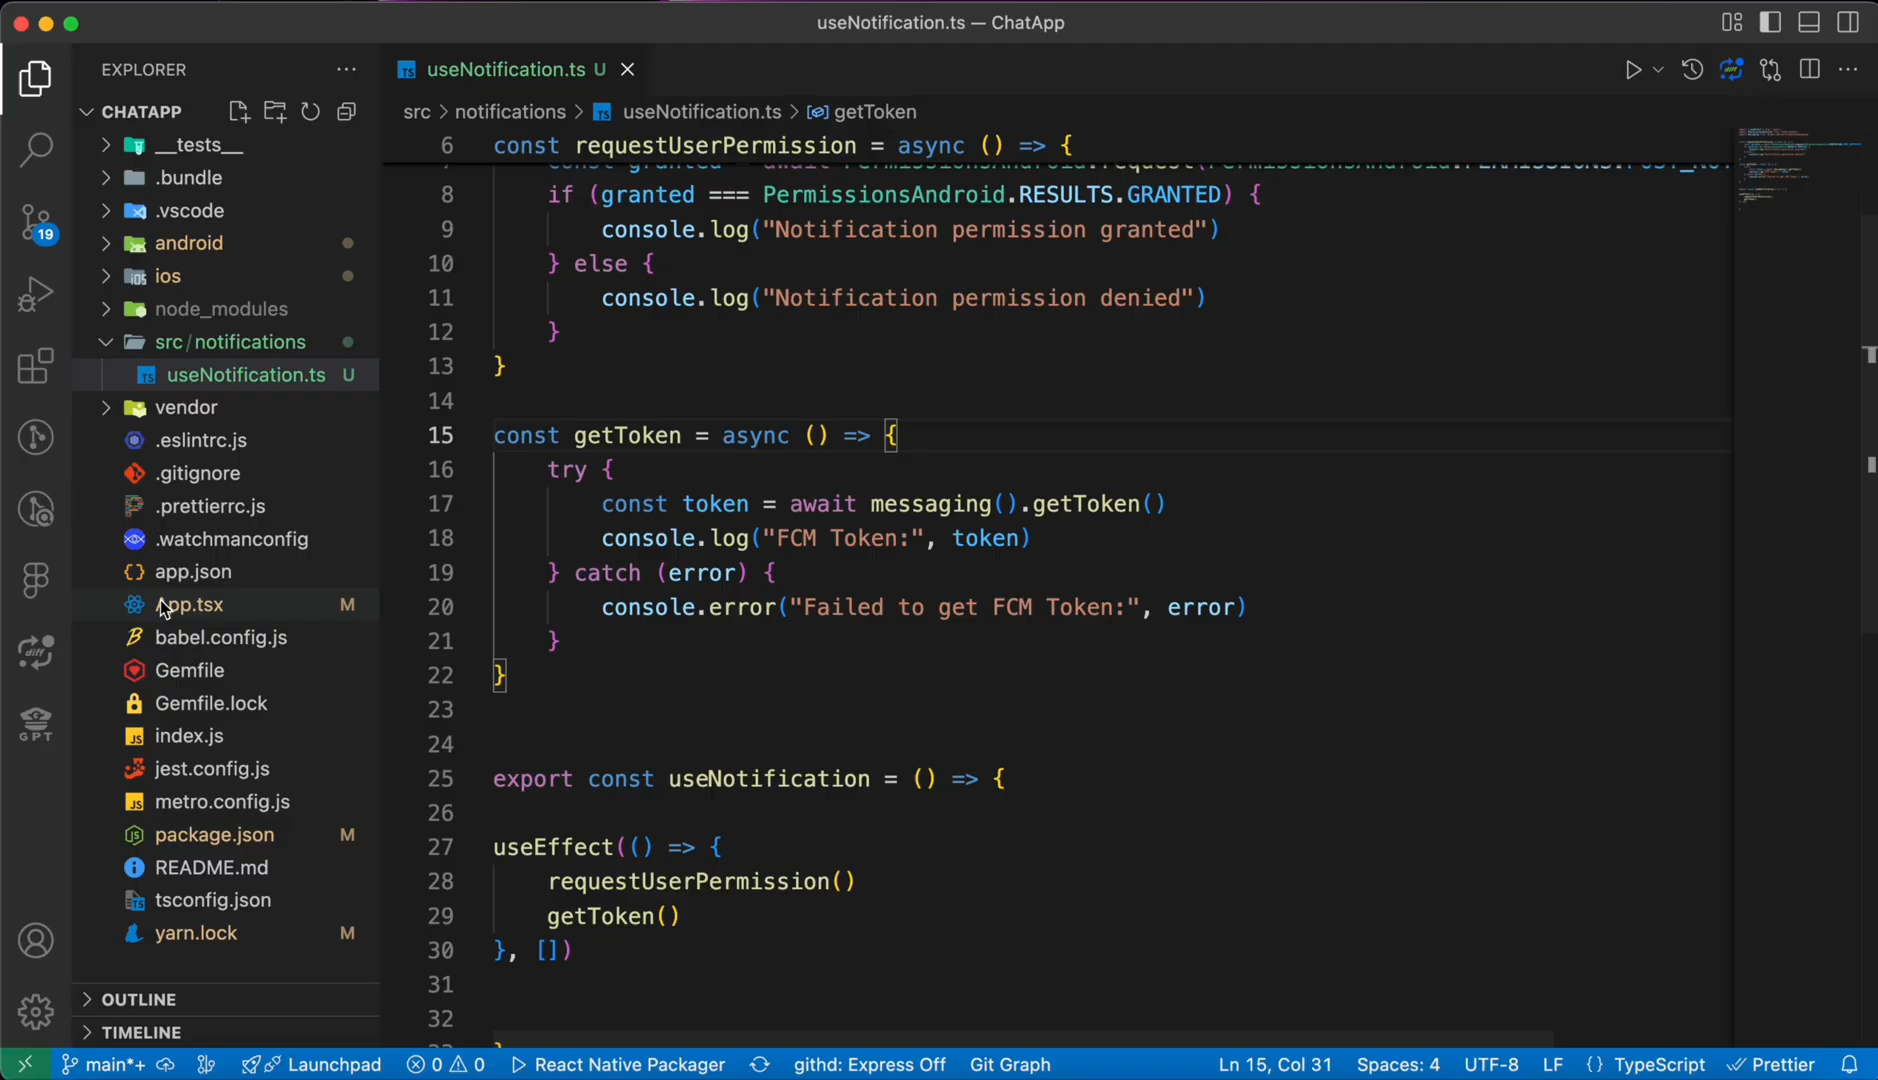 useNotification.ts — ChatApp
EXPLORER
useNotification.ts U
CHATAPP
src > notifications > TS useNotification.ts > getToken
__tests__
.bundle
.vscode
android
ios
node_modules
src/notifications
TS useNotification.ts U
vendor
.eslintrc.js
.gitignore
.prettierrc.js
.watchmanconfig
app.json
App.tsx M
babel.config.js
Gemfile
Gemfile.lock
index.js
jest.config.js
metro.config.js
package.json M
README.md
tsconfig.json
yarn.lock M
OUTLINE
TIMELINE
19
GPT
6 const requestUserPermission = async () => {
8 if (granted === PermissionsAndroid.RESULTS.GRANTED) {
9 console.log("Notification permission granted")
10 } else {
11 console.log("Notification permission denied")
12 }
13 }
14
15 const getToken = async () => {
16 try {
17 const token = await messaging().getToken()
18 console.log("FCM Token:", token)
19 } catch (error) {
20 console.error("Failed to get FCM Token:", error)
21 }
22 }
23
24
25 export const useNotification = () => {
26
27 useEffect(() => {
28 requestUserPermission()
29 getToken()
30 }, [])
31
32
main*+ Launchpad 0 0 React Native Packager githd: Express Off Git Graph Ln 15, Col 31 Spaces: 4 UTF-8 LF {} TypeScript Prettier